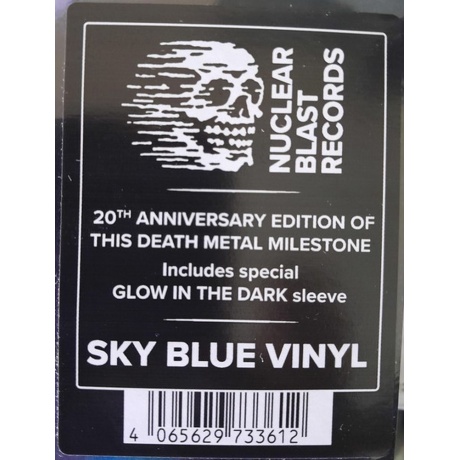 NUCLEAR
BLAST
RECORDS
20TH ANNIVERSARY EDITION OF
THIS DEATH METAL MILESTONE
Includes special
GLOW IN THE DARK sleeve
SKY BLUE VINYL
4 065629 733612